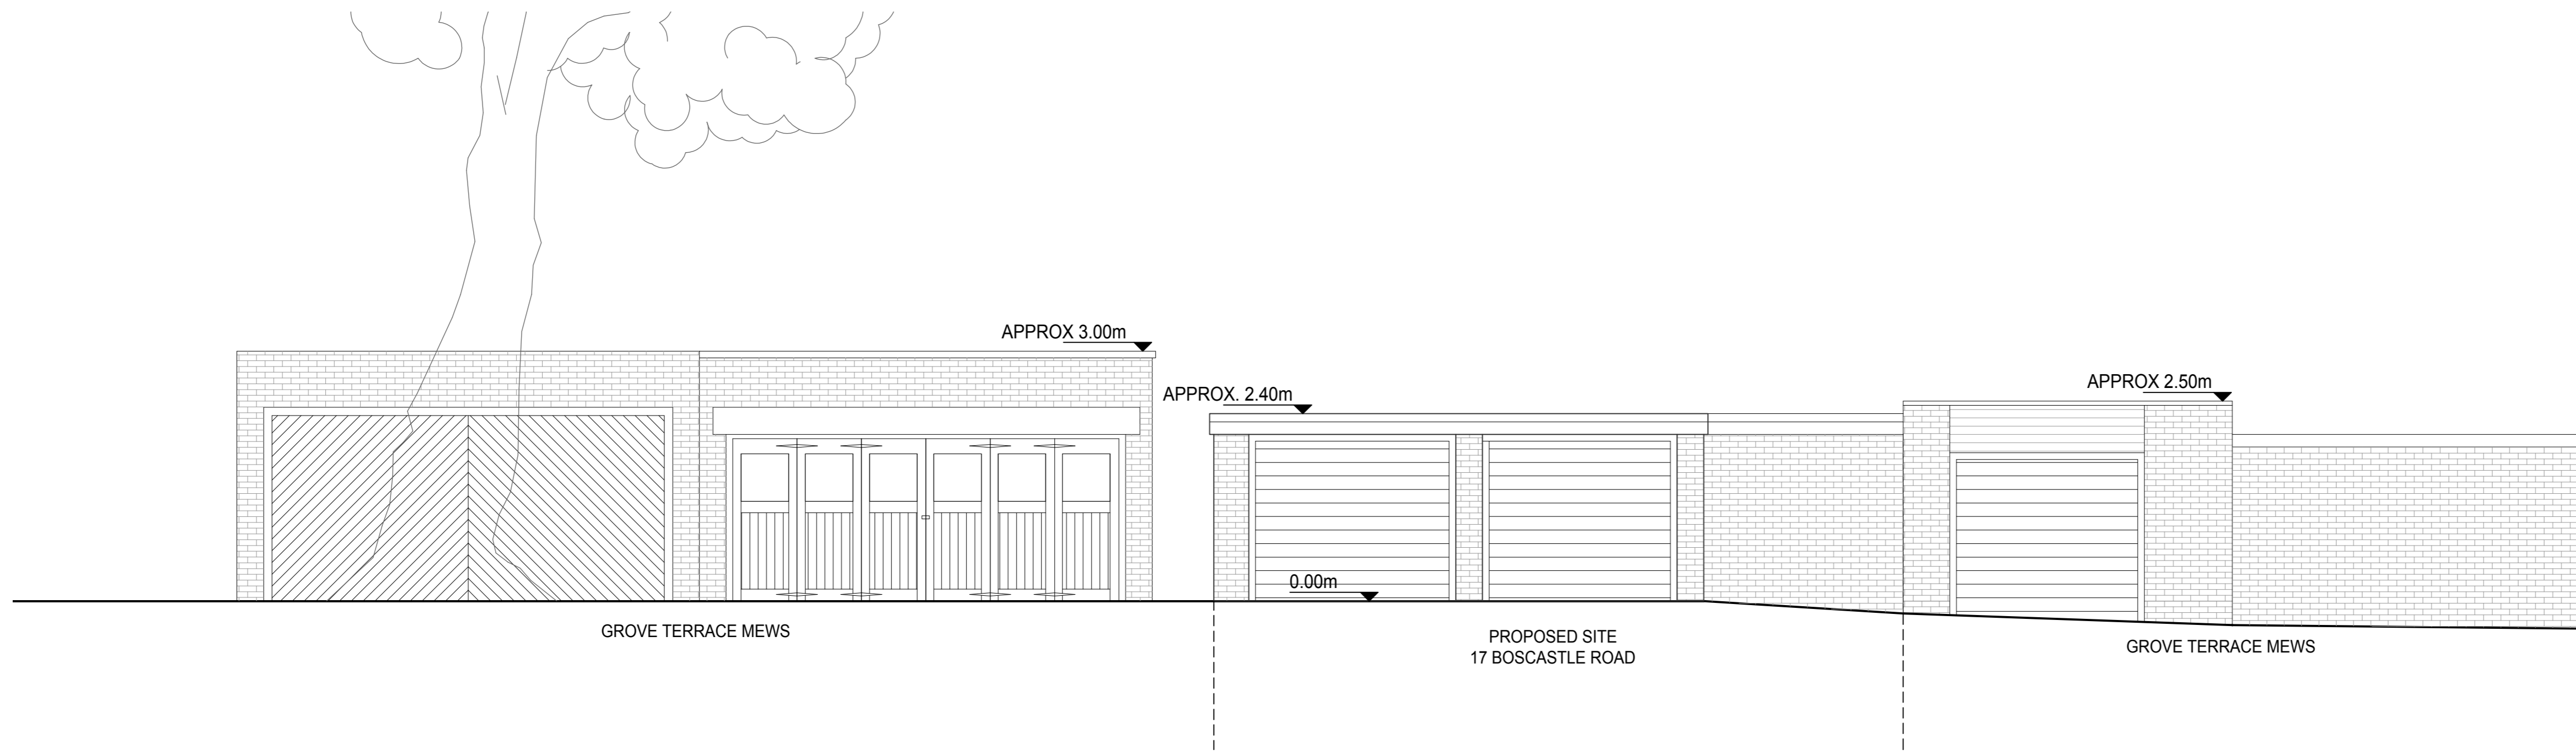 APPROX 3.00m
APPROX. 2.40m
APPROX 2.50m
0.00m
GROVE TERRACE MEWS
PROPOSED SITE
17 BOSCASTLE ROAD
GROVE TERRACE MEWS